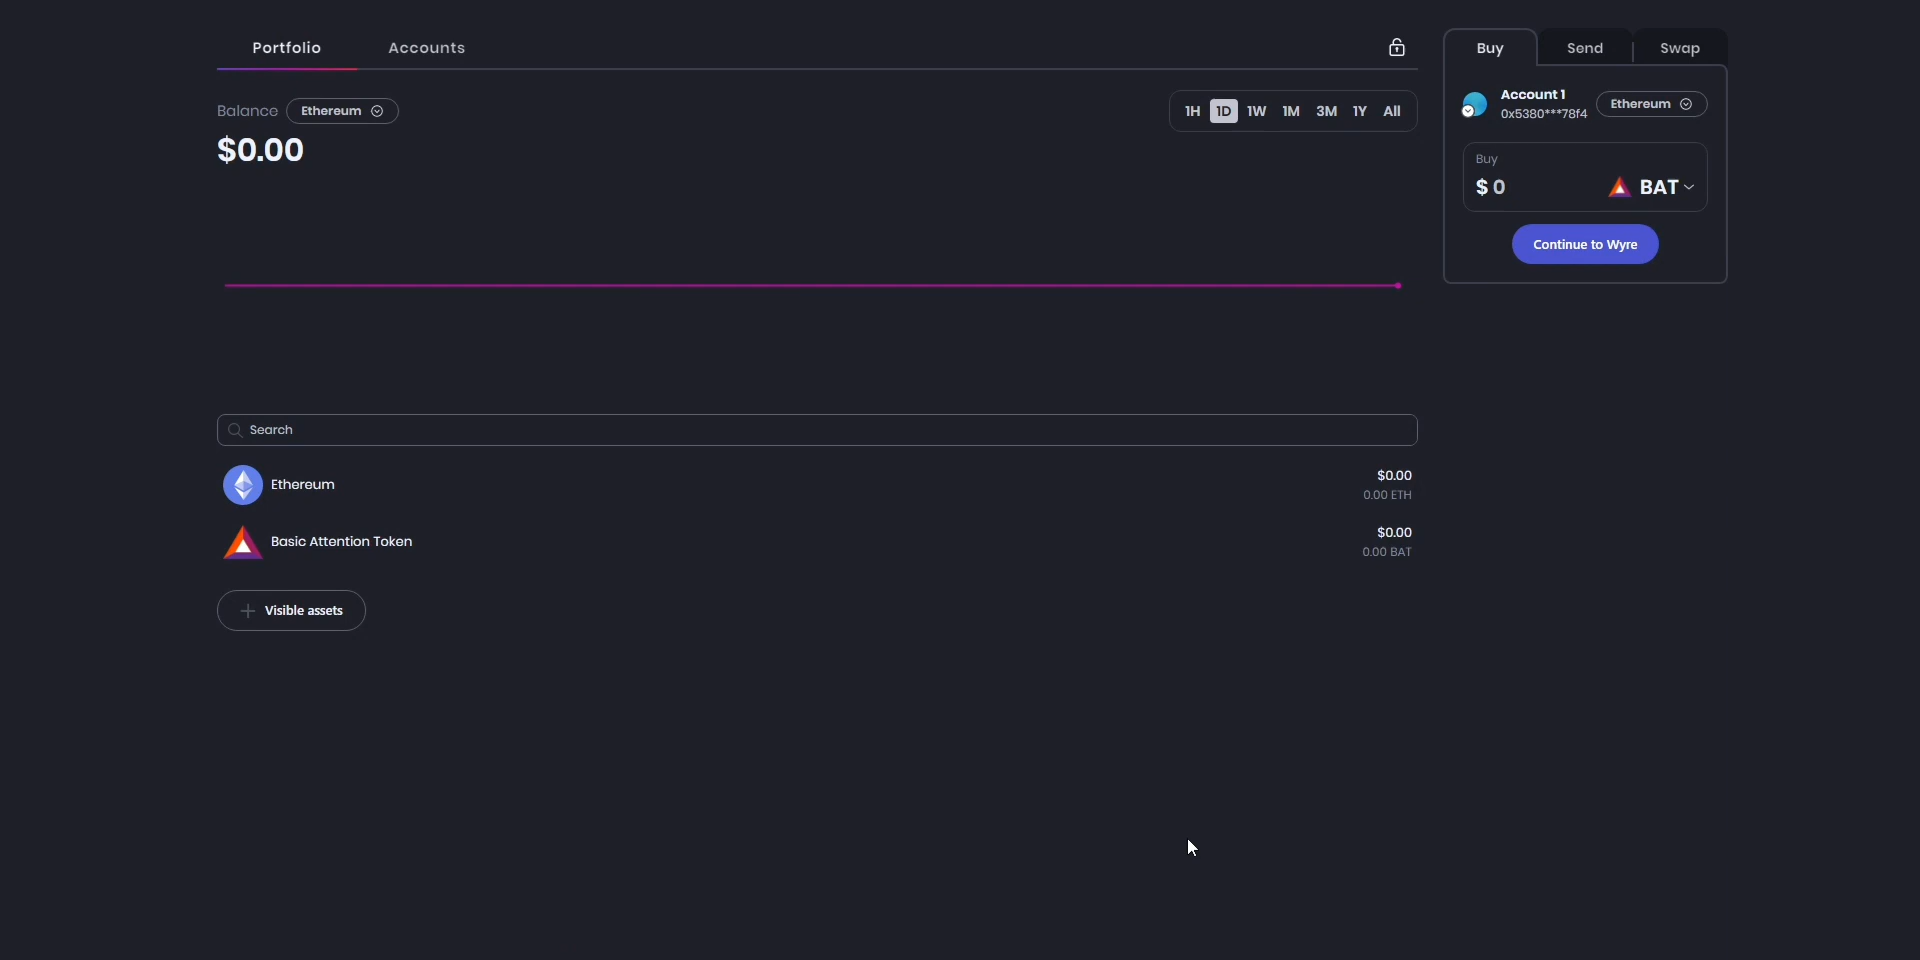 Portfolio
Accounts
Balance
Ethereum
$0.00
1H 1D 1W 1M 3M 1Y All
Search
Ethereum
$0.00
0.00 ETH
Basic Attention Token
$0.00
0.00 BAT
Visible assets
Buy
Send
Swap
Account 1
0x5380***78f4
Ethereum
Buy
$ 0
BAT
Continue to Wyre